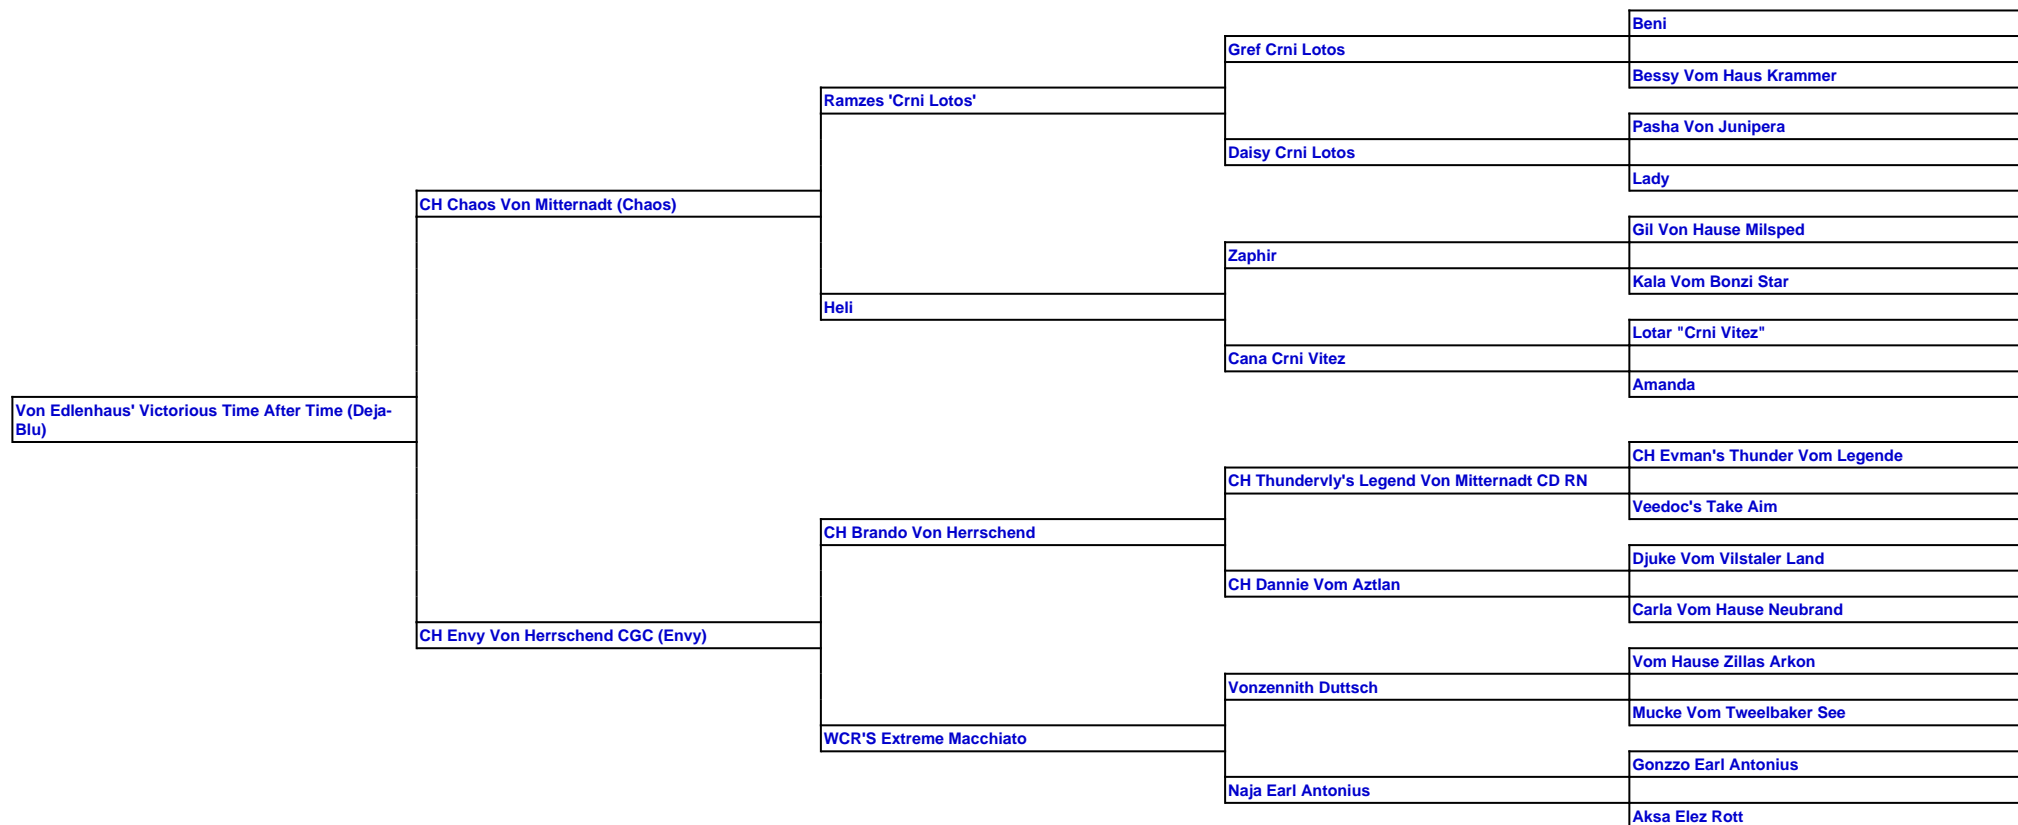 Beni
Gref Crni Lotos
Bessy Vom Haus Krammer
Ramzes 'Crni Lotos'
Pasha Von Junipera
Daisy Crni Lotos
Lady
CH Chaos Von Mitternadt (Chaos)
Gil Von Hause Milsped
Zaphir
Kala Vom Bonzi Star
Heli
Lotar "Crni Vitez"
Cana Crni Vitez
Amanda
Von Edlenhaus' Victorious Time After Time (Deja-
Blu)
CH Evman's Thunder Vom Legende
CH Thundervly's Legend Von Mitternadt CD RN
Veedoc's Take Aim
CH Brando Von Herrschend
Djuke Vom Vilstaler Land
CH Dannie Vom Aztlan
Carla Vom Hause Neubrand
CH Envy Von Herrschend CGC (Envy)
Vom Hause Zillas Arkon
Vonzennith Duttsch
Mucke Vom Tweelbaker See
WCR'S Extreme Macchiato
Gonzzo Earl Antonius
Naja Earl Antonius
Aksa Elez Rott